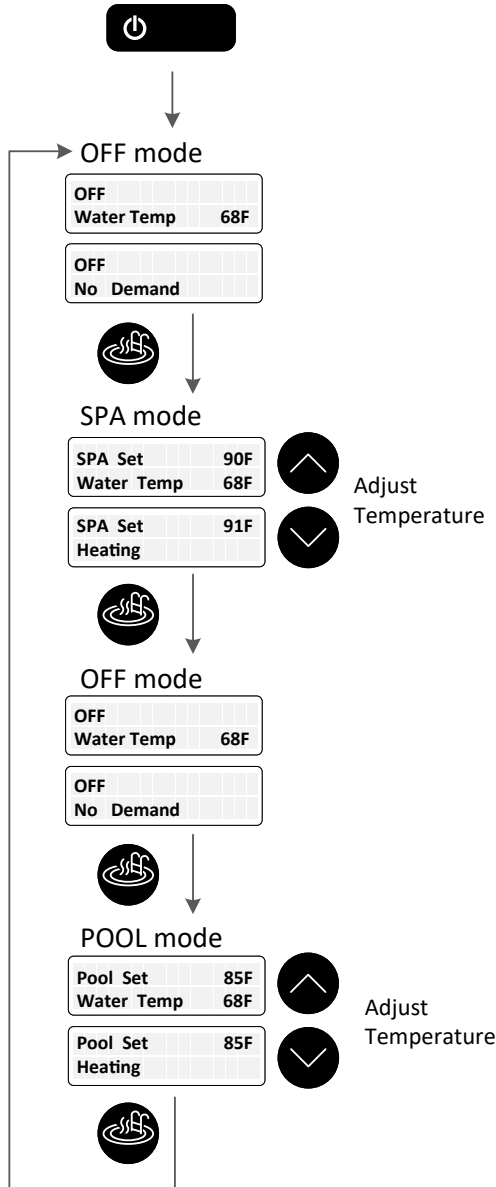 OFF mode
OFF
Water Temp 68F
OFF
No Demand
SPA mode
SPA Set 90F
Water Temp 68F
Adjust
Temperature
SPA Set 91F
Heating
OFF mode
OFF
Water Temp 68F
OFF
No Demand
POOL mode
Pool Set 85F
Water Temp 68F
Adjust
Temperature
Pool Set 85F
Heating